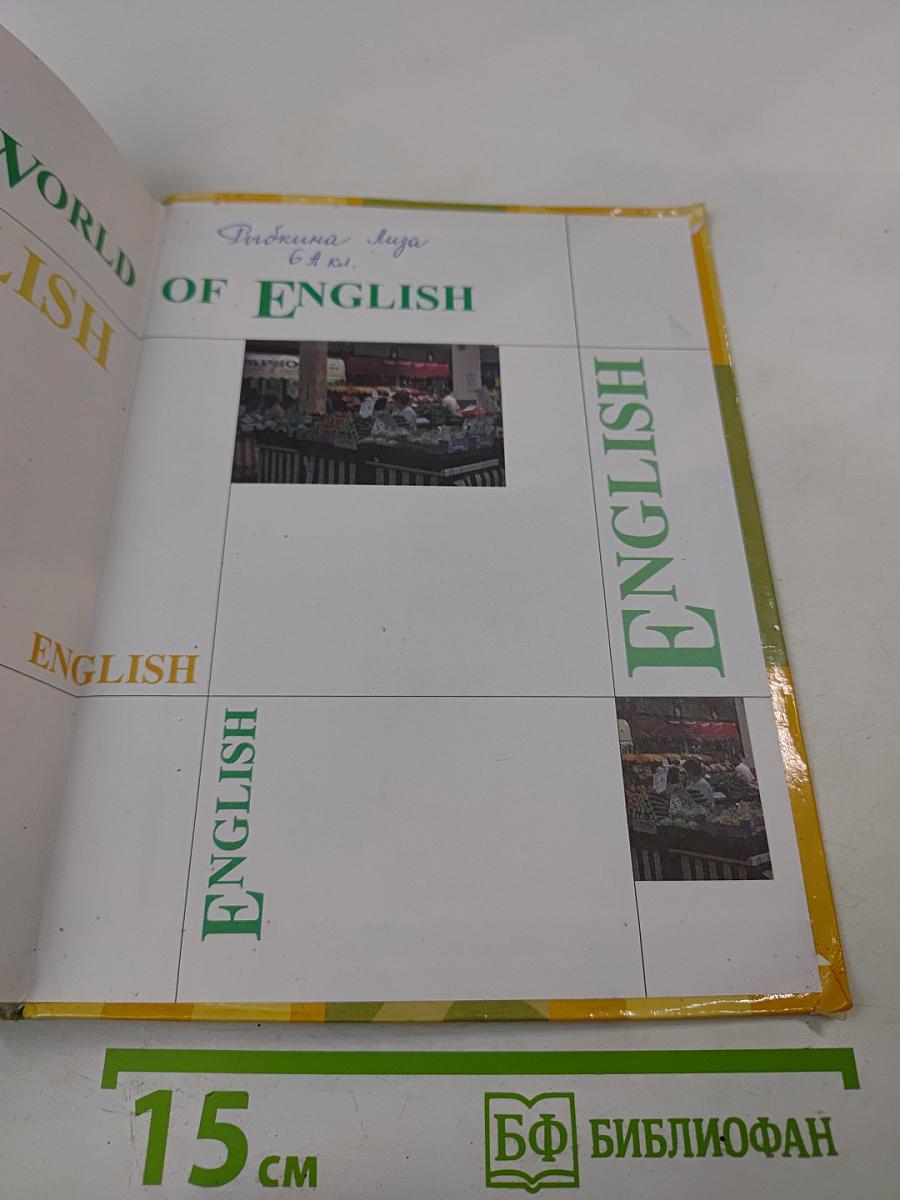 WORLD
LISH
ENGLISH
Рыбкина Лиза
6 А кл.
OF ENGLISH
ENGLISH
ENGLISH
15 см
БФ БИБЛИОФАН